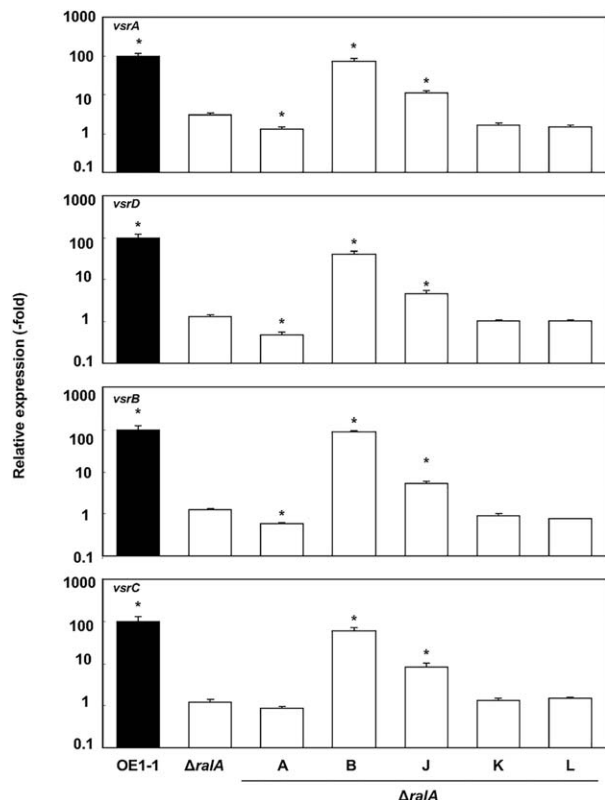 Relative expression (-fold)
vsrA
1000
100
10
1
0.1
* * * *
vsrD
1000
100
10
1
0.1
* * * *
vsrB
1000
100
10
1
0.1
* * * *
vsrC
1000
100
10
1
0.1
* * *
OE1-1 ΔralA A B J K L
ΔralA